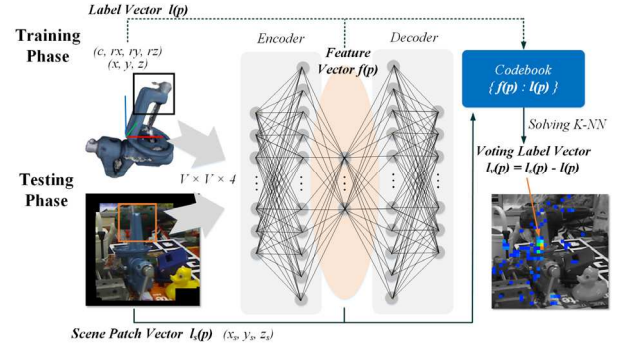 Label Vector l(p)
Training
Phase
(c, rx, ry, rz)
(x, y, z)
Encoder
Feature
Vector f(p)
Decoder
Codebook
{ f(p) : l(p) }
Solving K-NN
V × V × 4
Voting Label Vector
lᵥ(p) = lₛ(p) - l(p)
Testing
Phase
Scene Patch Vector lₛ(p) (xₛ, yₛ, zₛ)